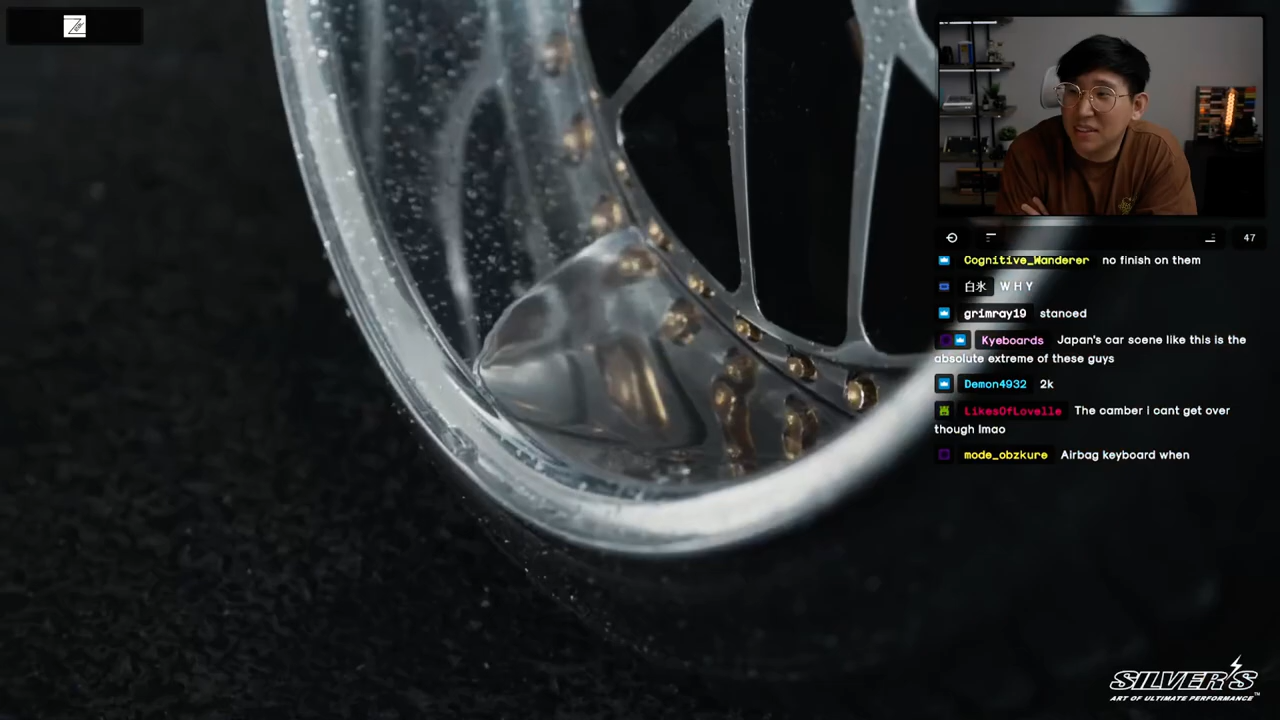 47
Cognitive_Wanderer no finish on them
白氷 W H Y
grimray19 stanced
Kyeboards Japan's car scene like this is the
absolute extreme of these guys
Demon4932 2k
LikesOfLovelle The camber i cant get over
though lmao
mode_obzkure Airbag keyboard when
SILVER'S
ART OF ULTIMATE PERFORMANCE™